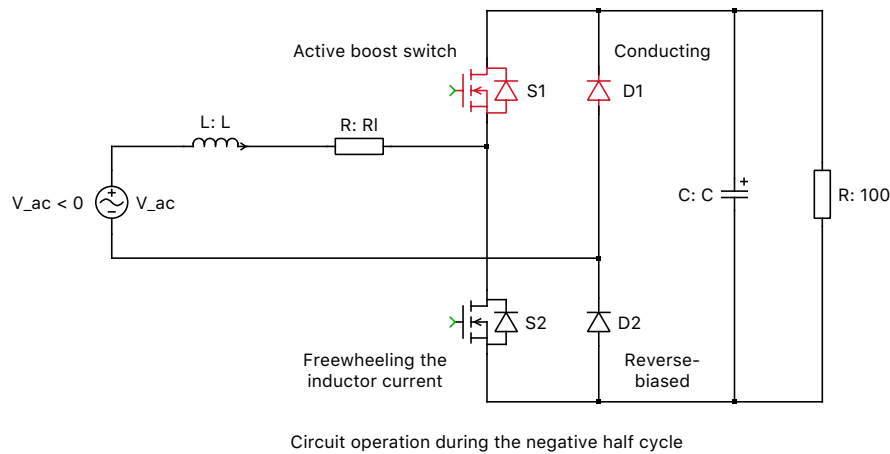 Active boost switch
Conducting
S1
D1
L: L
R: Rl
V_ac < 0
V_ac
C: C
R: 100
S2
D2
Freewheeling the
inductor current
Reverse-
biased
Circuit operation during the negative half cycle